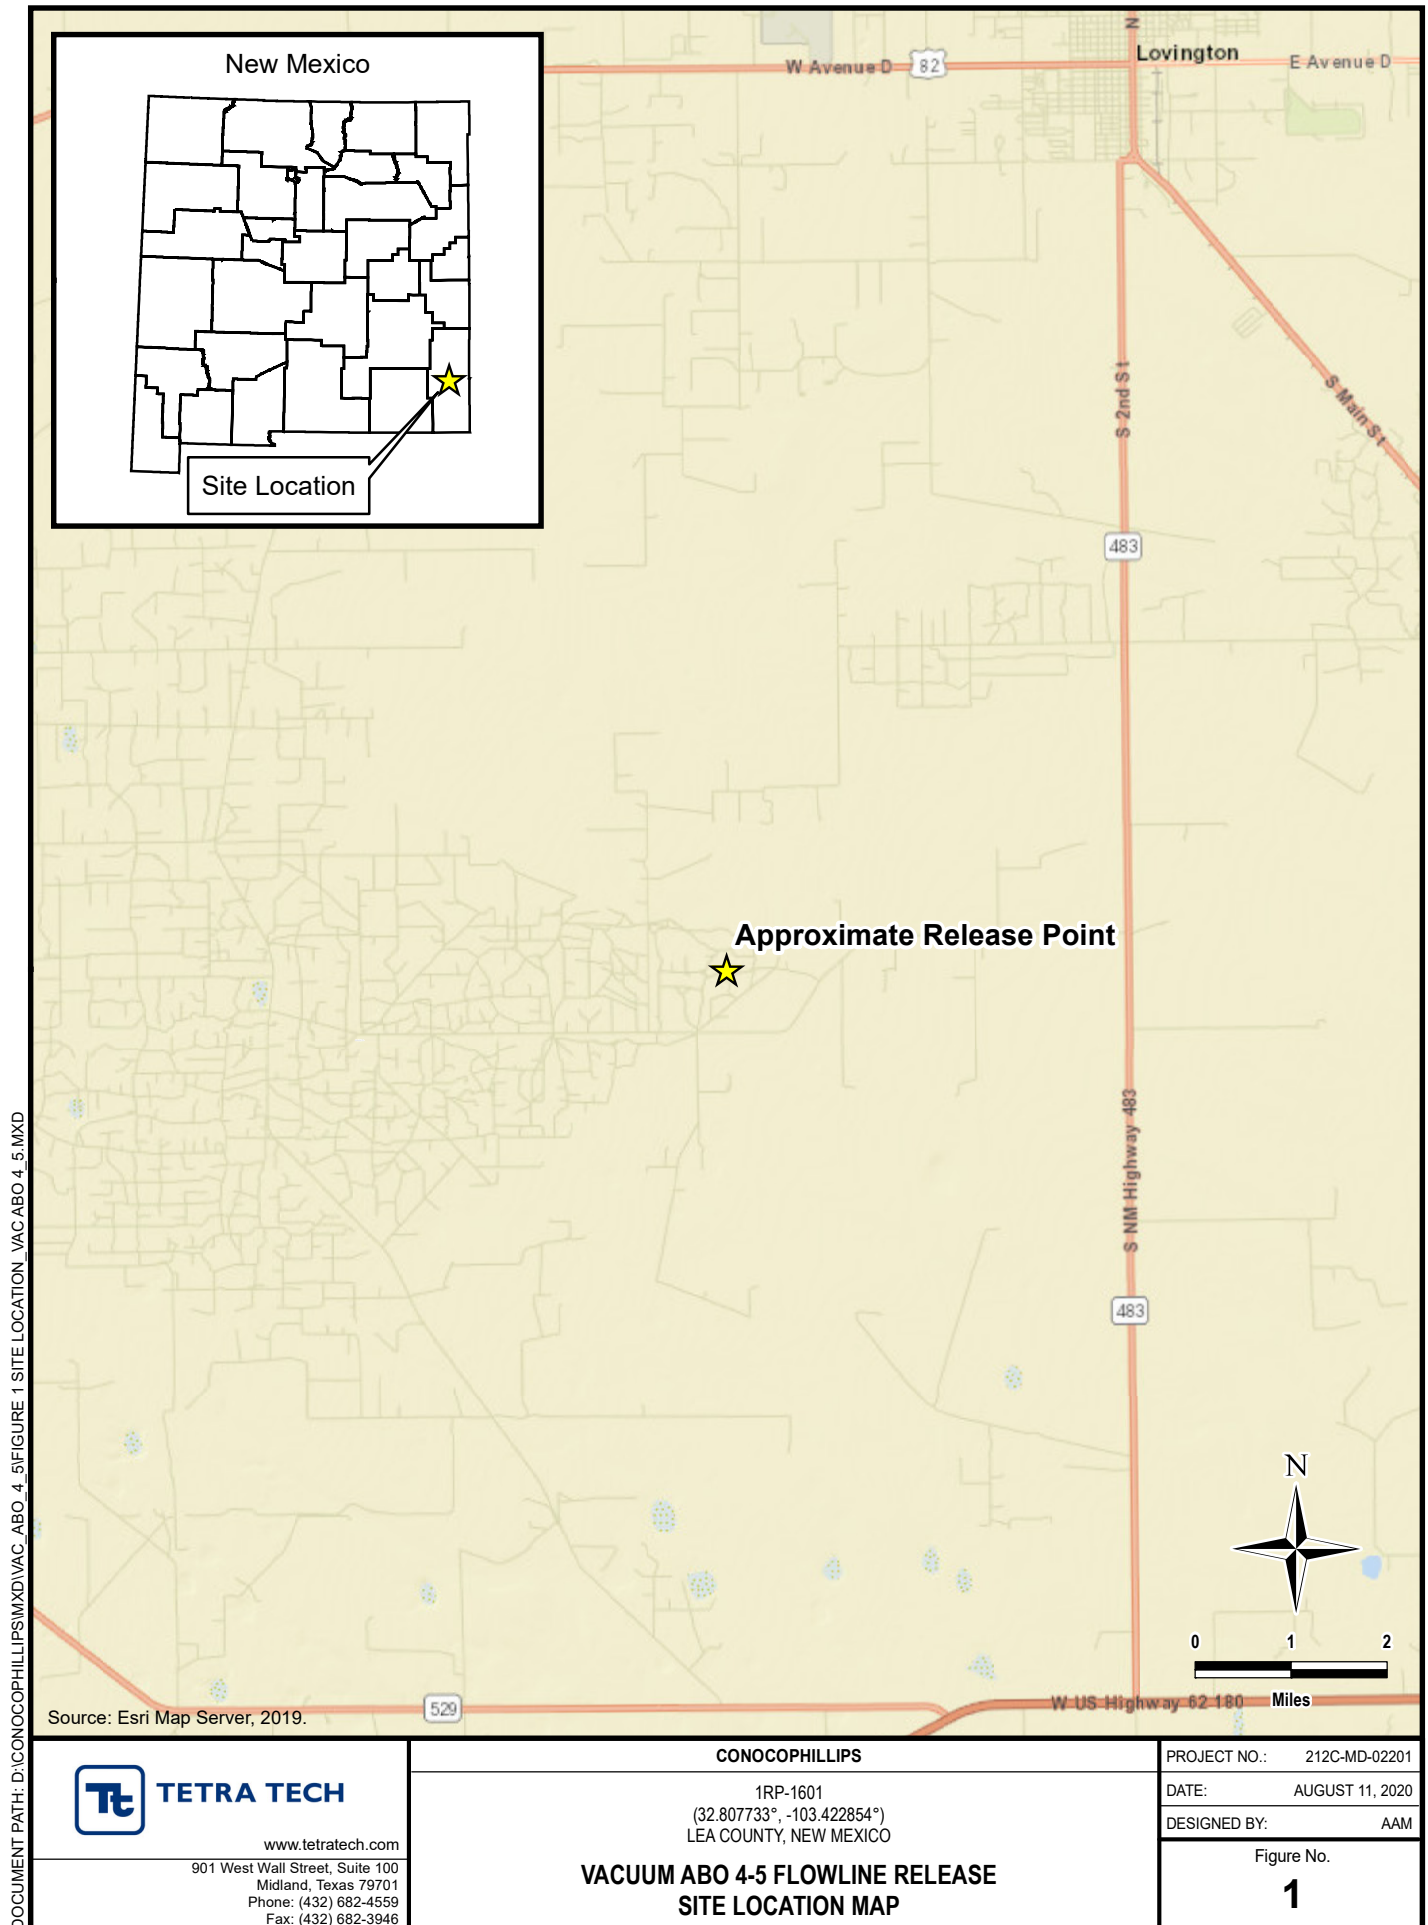 New Mexico
Site Location
W Avenue D
82
N
Lovington
E Avenue D
S 2nd St
S Main St
483
Approximate Release Point
S NM Highway 483
483
N
0 1 2
Miles
529
W US Highway 62 180
Source: Esri Map Server, 2019.
DOCUMENT PATH: D:\CONOCOPHILLIPS\MXD\VAC_ABO_4_5\FIGURE 1 SITE LOCATION_VAC ABO 4_5.MXD
Tt
TETRA TECH
www.tetratech.com
901 West Wall Street, Suite 100
Midland, Texas 79701
Phone: (432) 682-4559
Fax: (432) 682-3946
CONOCOPHILLIPS
1RP-1601
(32.807733°, -103.422854°)
LEA COUNTY, NEW MEXICO
VACUUM ABO 4-5 FLOWLINE RELEASE
SITE LOCATION MAP
PROJECT NO.: 212C-MD-02201
DATE: AUGUST 11, 2020
DESIGNED BY: AAM
Figure No.
1